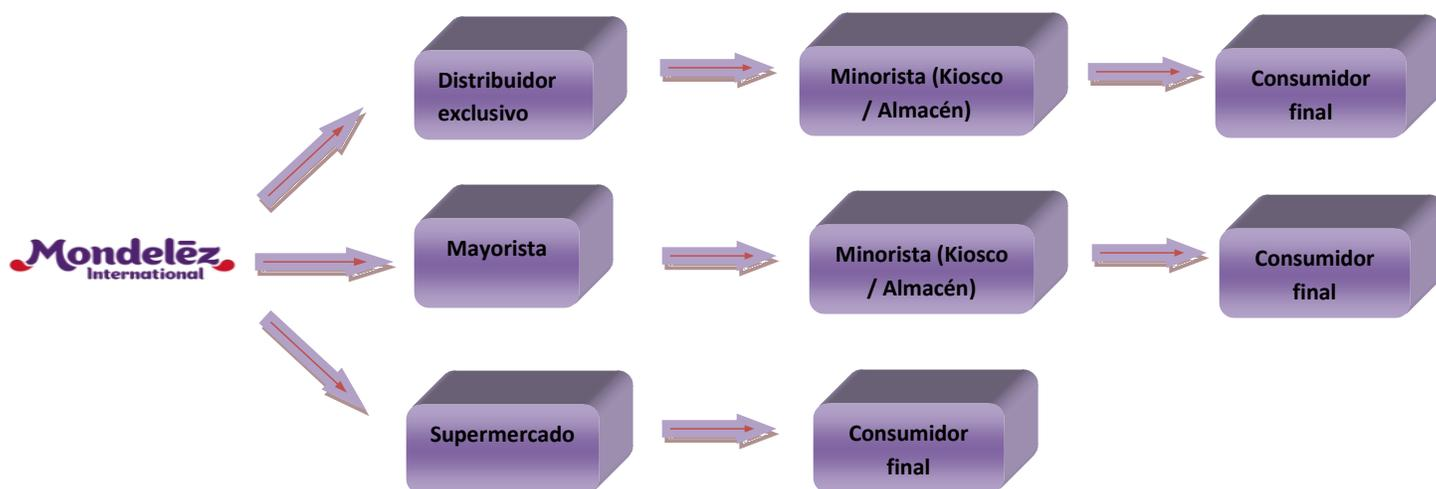 Distribuidor
exclusivo
Minorista (Kiosco
/ Almacén)
Consumidor
final
Mondelēz
International
Mayorista
Minorista (Kiosco
/ Almacén)
Consumidor
final
Supermercado
Consumidor
final